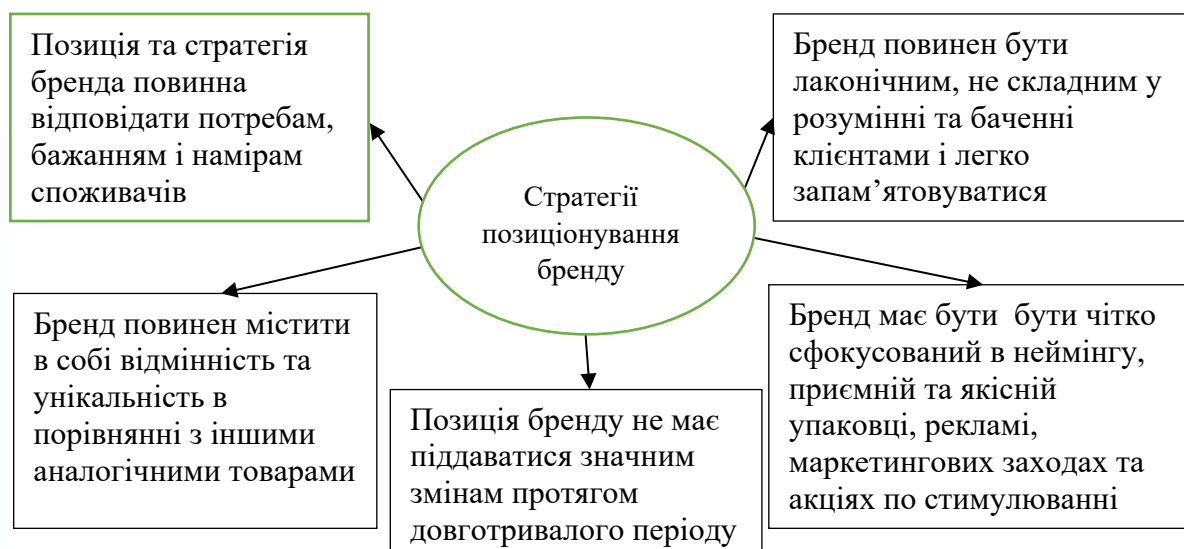 Позиція та стратегія
бренда повинна
відповідати потребам,
бажанням і намірам
споживачів
Бренд повинен бути
лаконічним, не складним у
розумінні та баченні
клієнтами і легко
запам’ятовуватися
Стратегії
позиціонування
бренду
Бренд повинен містити
в собі відмінність та
унікальність в
порівнянні з іншими
аналогічними товарами
Позиція бренду не має
піддаватися значним
змінам протягом
довготривалого періоду
Бренд має бути  бути чітко
сфокусований в неймінгу,
приємній та якісній
упаковці, рекламі,
маркетингових заходах та
акціях по стимулюванні